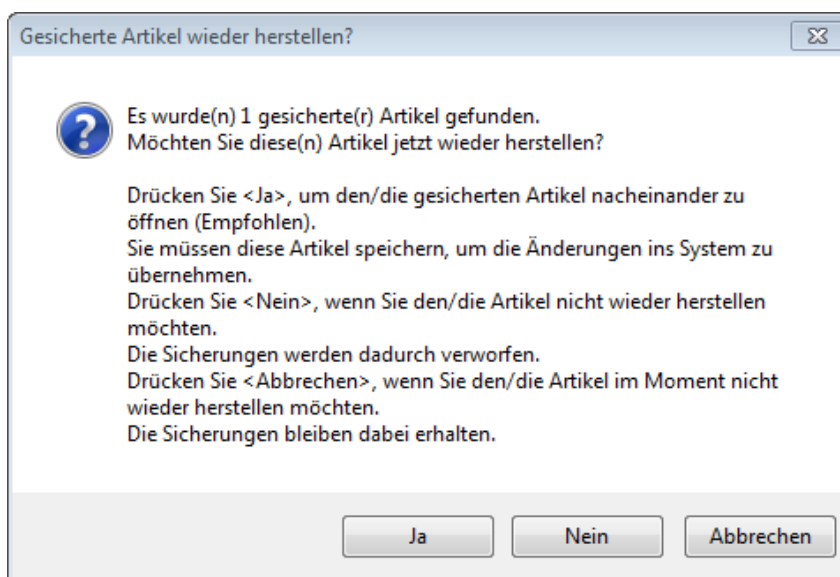 Gesicherte Artikel wieder herstellen?
Es wurde(n) 1 gesicherte(r) Artikel gefunden.
Möchten Sie diese(n) Artikel jetzt wieder herstellen?
Drücken Sie <Ja>, um den/die gesicherten Artikel nacheinander zu
öffnen (Empfohlen).
Sie müssen diese Artikel speichern, um die Änderungen ins System zu
übernehmen.
Drücken Sie <Nein>, wenn Sie den/die Artikel nicht wieder herstellen
möchten.
Die Sicherungen werden dadurch verworfen.
Drücken Sie <Abbrechen>, wenn Sie den/die Artikel im Moment nicht
wieder herstellen möchten.
Die Sicherungen bleiben dabei erhalten.
Ja Nein Abbrechen